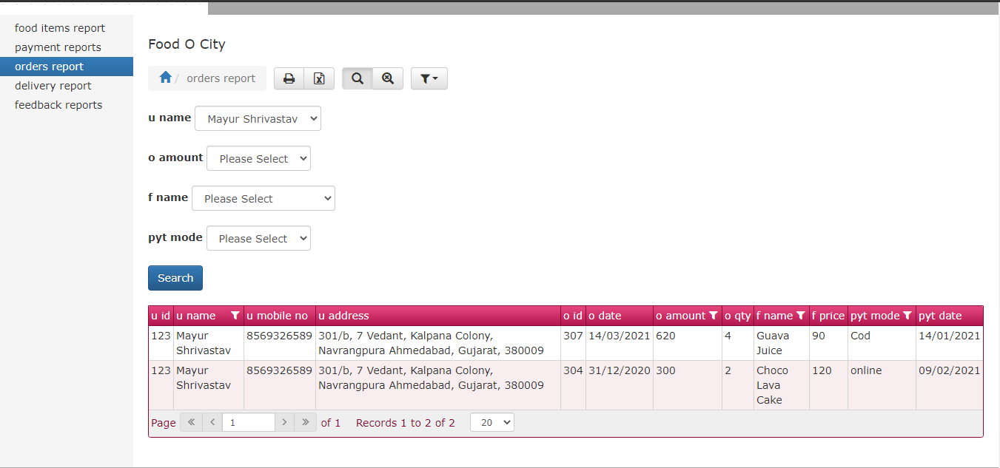 food items report
payment reports
orders report
delivery report
feedback reports
Food O City
/ orders report
u name Mayur Shrivastav
o amount Please Select
f name Please Select
pyt mode Please Select
Search
u id u name u mobile no u address o id o date o amount o qty f name f price pyt mode pyt date
123 Mayur Shrivastav 8569326589 301/b, 7 Vedant, Kalpana Colony, Navrangpura Ahmedabad, Gujarat, 380009 307 14/03/2021 620 4 Guava Juice 90 Cod 14/01/2021
123 Mayur Shrivastav 8569326589 301/b, 7 Vedant, Kalpana Colony, Navrangpura Ahmedabad, Gujarat, 380009 304 31/12/2020 300 2 Choco Lava Cake 120 online 09/02/2021
Page « < 1 > » of 1 Records 1 to 2 of 2 20